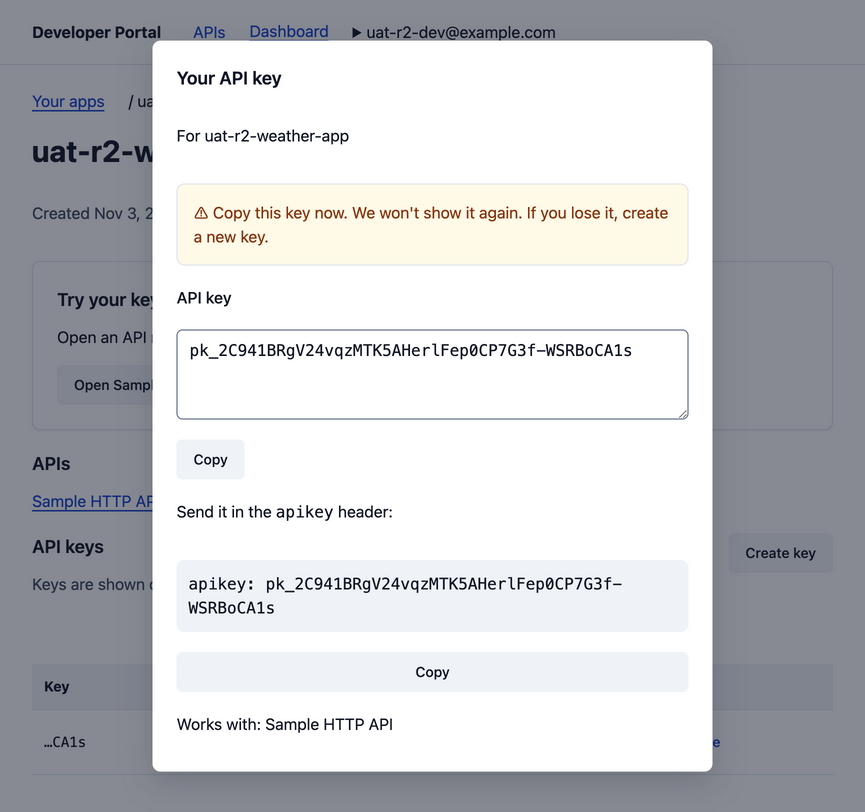 Developer Portal APIs Dashboard ▶ uat-r2-dev@example.com
Your apps / ua
uat-r2-w
Created Nov 3, 2
Try your key
Open an API
Open Sampl
APIs
Sample HTTP AP
API keys
Create key
Keys are shown
Key
…CA1s
e
Your API key
For uat-r2-weather-app
⚠ Copy this key now. We won't show it again. If you lose it, create
a new key.
API key
pk_2C941BRgV24vqzMTK5AHerlFep0CP7G3f-WSRBoCA1s
Copy
Send it in the apikey header:
apikey: pk_2C941BRgV24vqzMTK5AHerlFep0CP7G3f-
WSRBoCA1s
Copy
Works with: Sample HTTP API